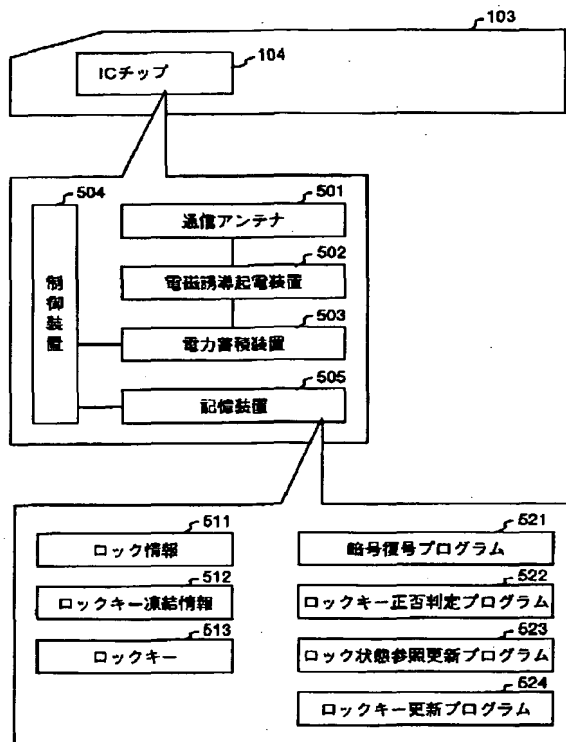 103
ICチップ
104
504
制御装置
501
通信アンテナ
502
電磁誘導起電装置
503
電力蓄積装置
505
記憶装置
511
ロック情報
512
ロックキー凍結情報
513
ロックキー
521
暗号復号プログラム
522
ロックキー正否判定プログラム
523
ロック状態参照更新プログラム
524
ロックキー更新プログラム